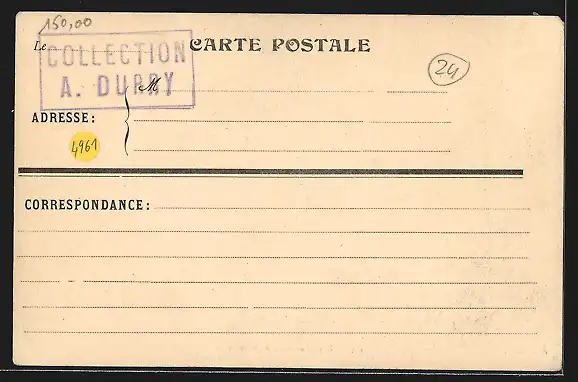 150,00
Le
CARTE POSTALE
COLLECTION
A. DURRY
24
M
ADRESSE:
4961
CORRESPONDANCE: